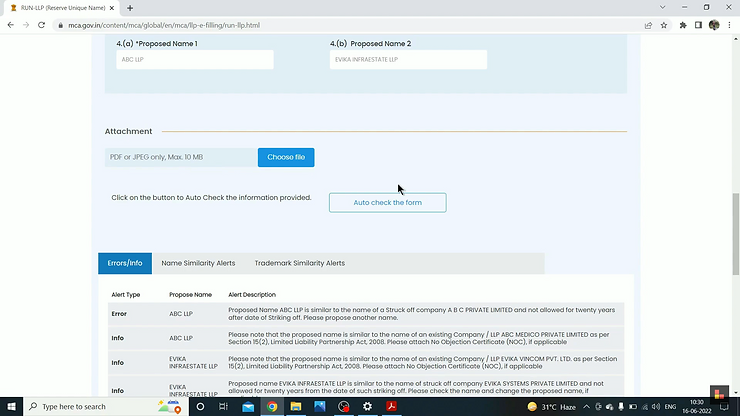 RUN-LLP (Reserve Unique Name)
mca.gov.in/content/mca/global/en/mca/llp-e-filling/run-llp.html
4.(a) *Proposed Name 1
4.(b) Proposed Name 2
ABC LLP
EVIKA INFRAESTATE LLP
Attachment
PDF or JPEG only, Max. 10 MB
Choose file
Click on the button to Auto Check the information provided.
Auto check the form
Errors/Info
Name Similarity Alerts
Trademark Similarity Alerts
Alert Type
Propose Name
Alert Description
Error
ABC LLP
Proposed Name ABC LLP is similar to the name of a Struck off company A B C PRIVATE LIMITED and not allowed for twenty years
after date of Striking off. Please propose another name.
Info
ABC LLP
Please note that the proposed name is similar to the name of an existing Company / LLP ABC MEDICO PRIVATE LIMITED as per
Section 15(2), Limited Liability Partnership Act, 2008. Please attach No Objection Certificate (NOC), if applicable
Info
EVIKA
INFRAESTATE LLP
Please note that the proposed name is similar to the name of an existing Company / LLP EVIKA VINCOM PVT. LTD. as per Section
15(2), Limited Liability Partnership Act, 2008. Please attach No Objection Certificate (NOC), if applicable
Info
EVIKA
INFRAESTATE LLP
Proposed name EVIKA INFRAESTATE LLP is similar to the name of struck off company EVIKA SYSTEMS PRIVATE LIMITED and not
allowed for twenty years from the date of such striking off. Please check the name and change the proposed name, if
Type here to search
31°C Haze
ENG
10:30
16-06-2022